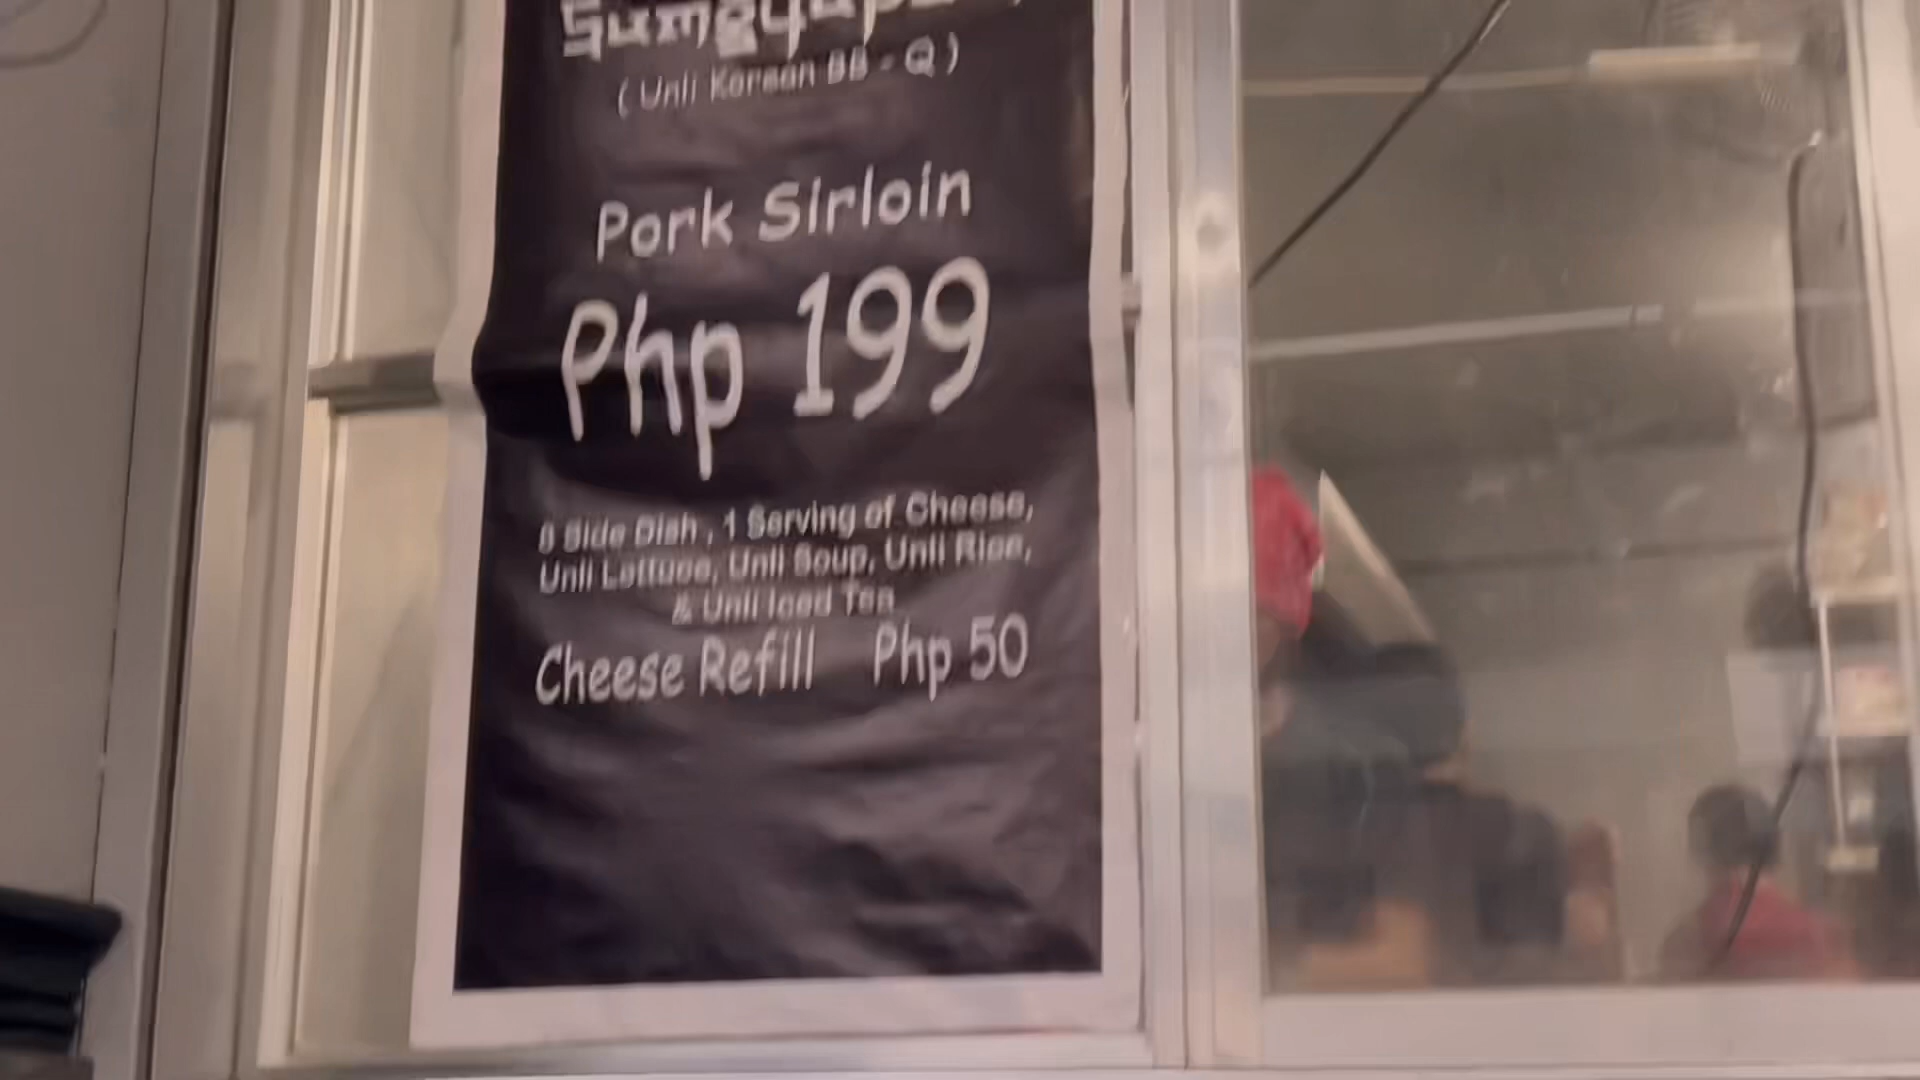 ( Unli Korean BB - Q )
Pork Sirloin
Php 199
8 Side Dish , 1 Serving of Cheese,
Unli Lettuce, Unli Soup, Unli Rice,
& Unli Iced Tea
Cheese Refill Php 50